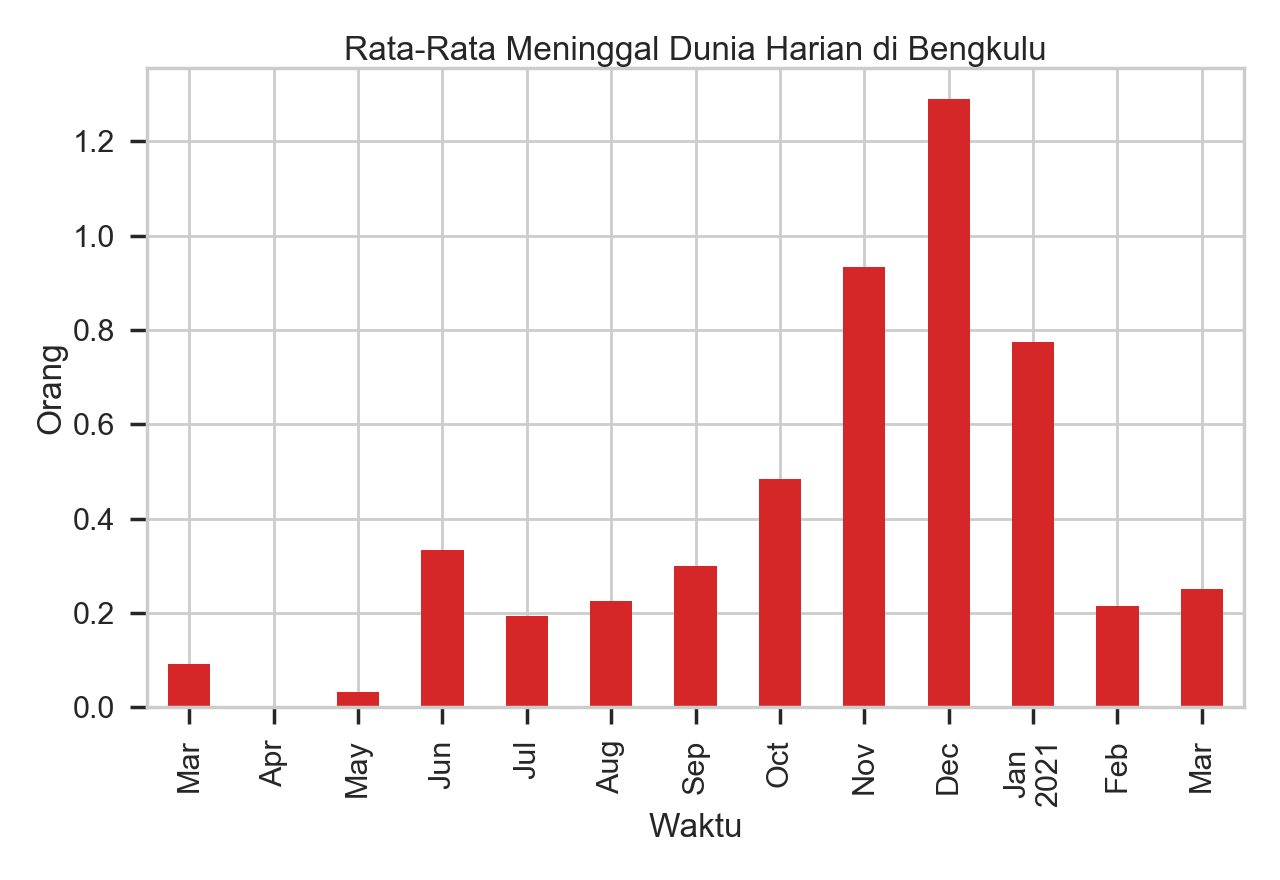 Rata-Rata Meninggal Dunia Harian di Bengkulu
Orang
1.2
1.0
0.8
0.6
0.4
0.2
0.0
Mar
Apr
May
Jun
Jul
Aug
Sep
Oct
Nov
Dec
Jan
2021
Feb
Mar
Waktu